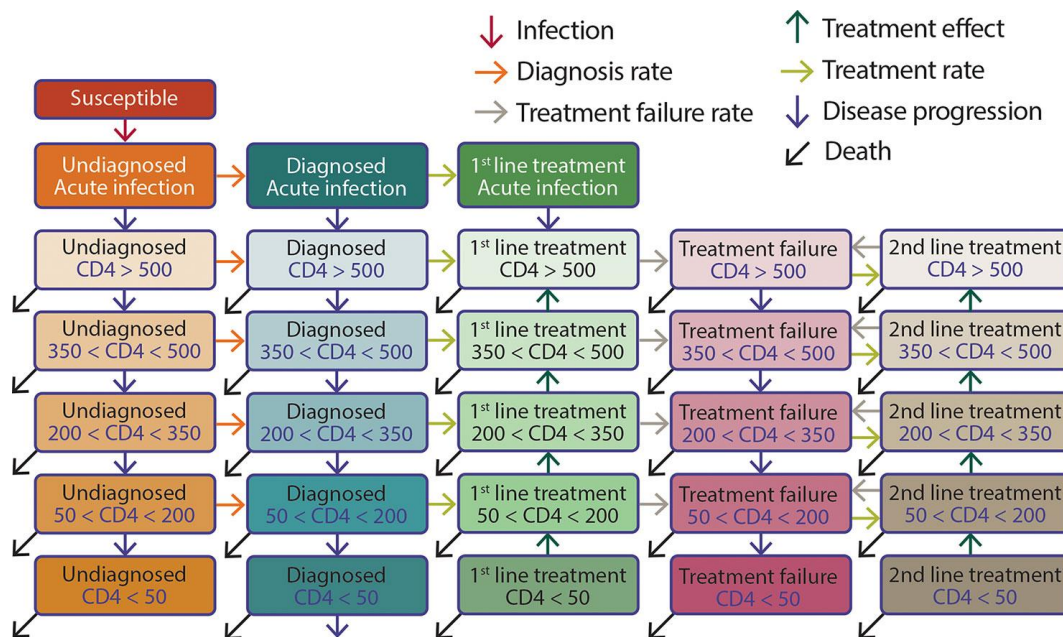 Infection
Diagnosis rate
Treatment failure rate
Treatment effect
Treatment rate
Disease progression
Death
Susceptible
Undiagnosed
Acute infection
Diagnosed
Acute infection
1st line treatment
Acute infection
Undiagnosed
CD4 > 500
Diagnosed
CD4 > 500
1st line treatment
CD4 > 500
Treatment failure
CD4 > 500
2nd line treatment
CD4 > 500
Undiagnosed
350 < CD4 < 500
Diagnosed
350 < CD4 < 500
1st line treatment
350 < CD4 < 500
Treatment failure
350 < CD4 < 500
2nd line treatment
350 < CD4 < 500
Undiagnosed
200 < CD4 < 350
Diagnosed
200 < CD4 < 350
1st line treatment
200 < CD4 < 350
Treatment failure
200 < CD4 < 350
2nd line treatment
200 < CD4 < 350
Undiagnosed
50 < CD4 < 200
Diagnosed
50 < CD4 < 200
1st line treatment
50 < CD4 < 200
Treatment failure
50 < CD4 < 200
2nd line treatment
50 < CD4 < 200
Undiagnosed
CD4 < 50
Diagnosed
CD4 < 50
1st line treatment
CD4 < 50
Treatment failure
CD4 < 50
2nd line treatment
CD4 < 50